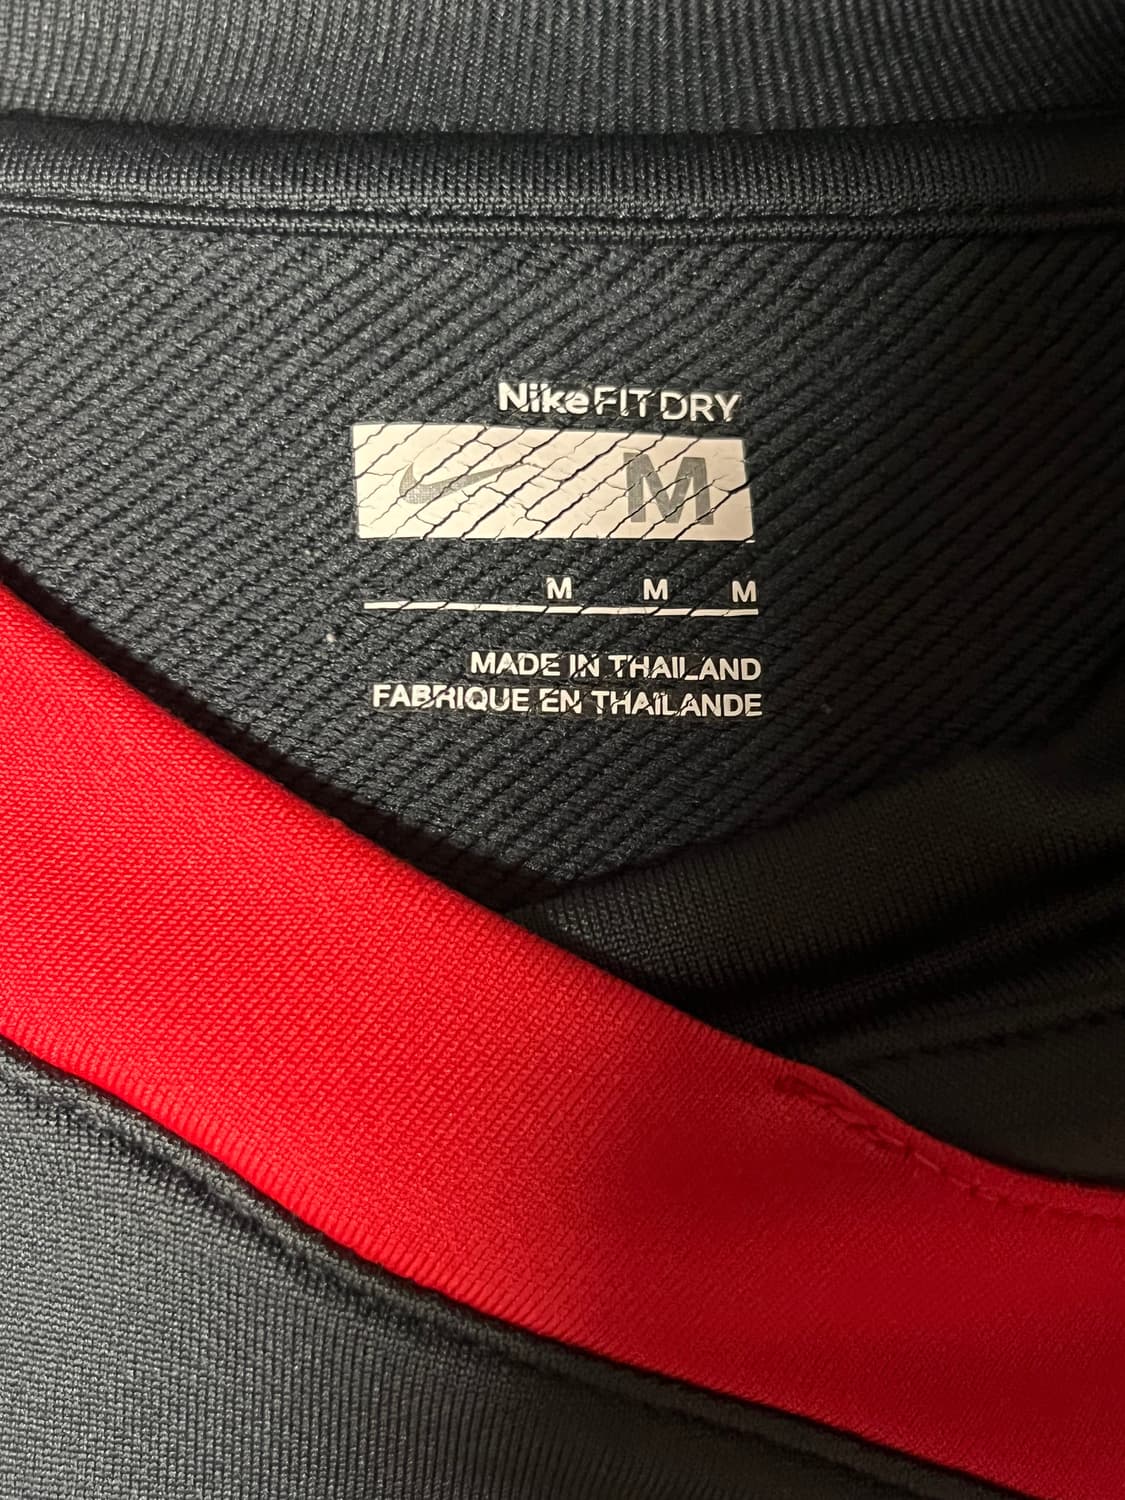 NikeFIT DRY
M
M M M
MADE IN THAILAND
FABRIQUE EN THAILANDE